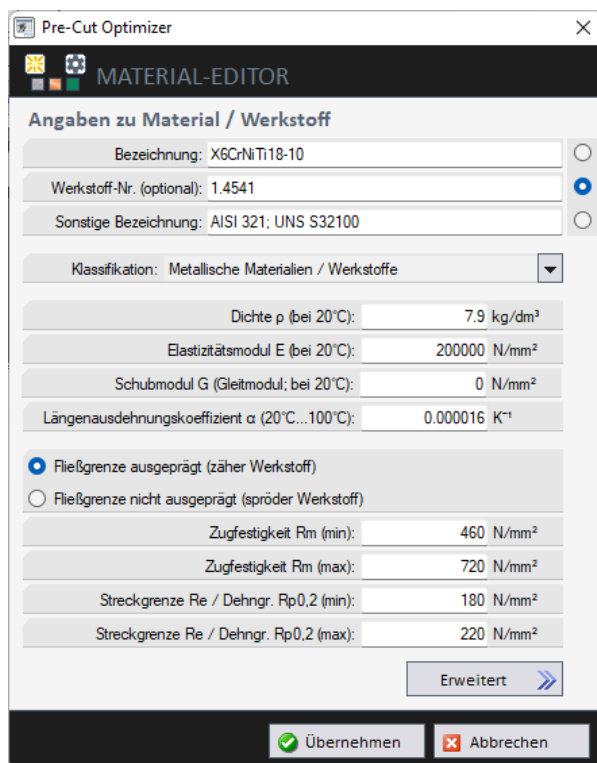 Pre-Cut Optimizer
MATERIAL-EDITOR
Angaben zu Material / Werkstoff
Bezeichnung: X6CrNiTi18-10
Werkstoff-Nr. (optional): 1.4541
Sonstige Bezeichnung: AISI 321; UNS S32100
Klassifikation: Metallische Materialien / Werkstoffe
Dichte ρ (bei 20°C): 7.9 kg/dm³
Elastizitätsmodul E (bei 20°C): 200000 N/mm²
Schubmodul G (Gleitmodul; bei 20°C): 0 N/mm²
Längenausdehnungskoeffizient α (20°C...100°C): 0.000016 K⁻¹
Fließgrenze ausgeprägt (zäher Werkstoff)
Fließgrenze nicht ausgeprägt (spröder Werkstoff)
Zugfestigkeit Rm (min): 460 N/mm²
Zugfestigkeit Rm (max): 720 N/mm²
Streckgrenze Re / Dehngr. Rp0,2 (min): 180 N/mm²
Streckgrenze Re / Dehngr. Rp0,2 (max): 220 N/mm²
Erweitert
Übernehmen Abbrechen